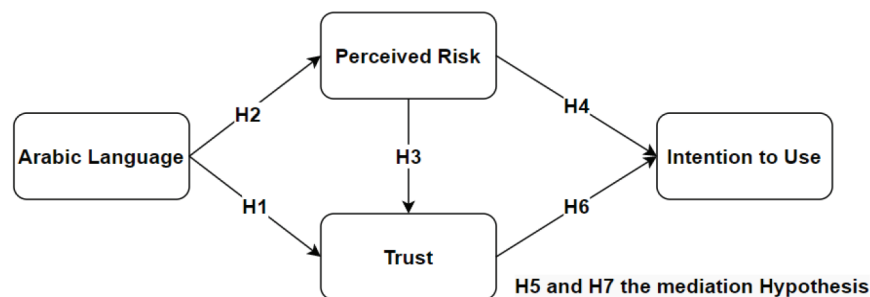 Perceived Risk
H2
H4
Arabic Language
H3
Intention to Use
H1
H6
Trust
H5 and H7 the mediation Hypothesis